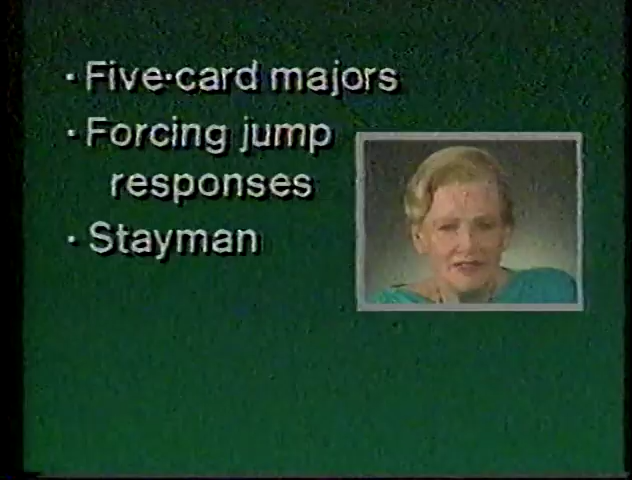 · Five·card majors
· Forcing jump
responses
· Stayman